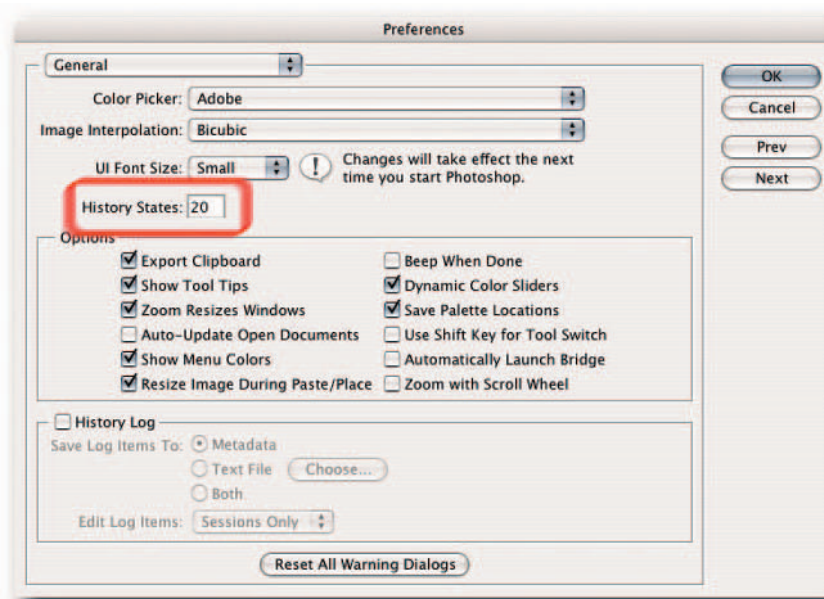 Preferences
General
OK
Color Picker: Adobe
Cancel
Image Interpolation: Bicubic
Prev
UI Font Size: Small ! Changes will take effect the next
time you start Photoshop.
Next
History States: 20
Options
Export Clipboard Beep When Done
Show Tool Tips Dynamic Color Sliders
Zoom Resizes Windows Save Palette Locations
Auto-Update Open Documents Use Shift Key for Tool Switch
Show Menu Colors Automatically Launch Bridge
Resize Image During Paste/Place Zoom with Scroll Wheel
History Log
Save Log Items To: Metadata
Text File Choose...
Both
Edit Log Items: Sessions Only
Reset All Warning Dialogs